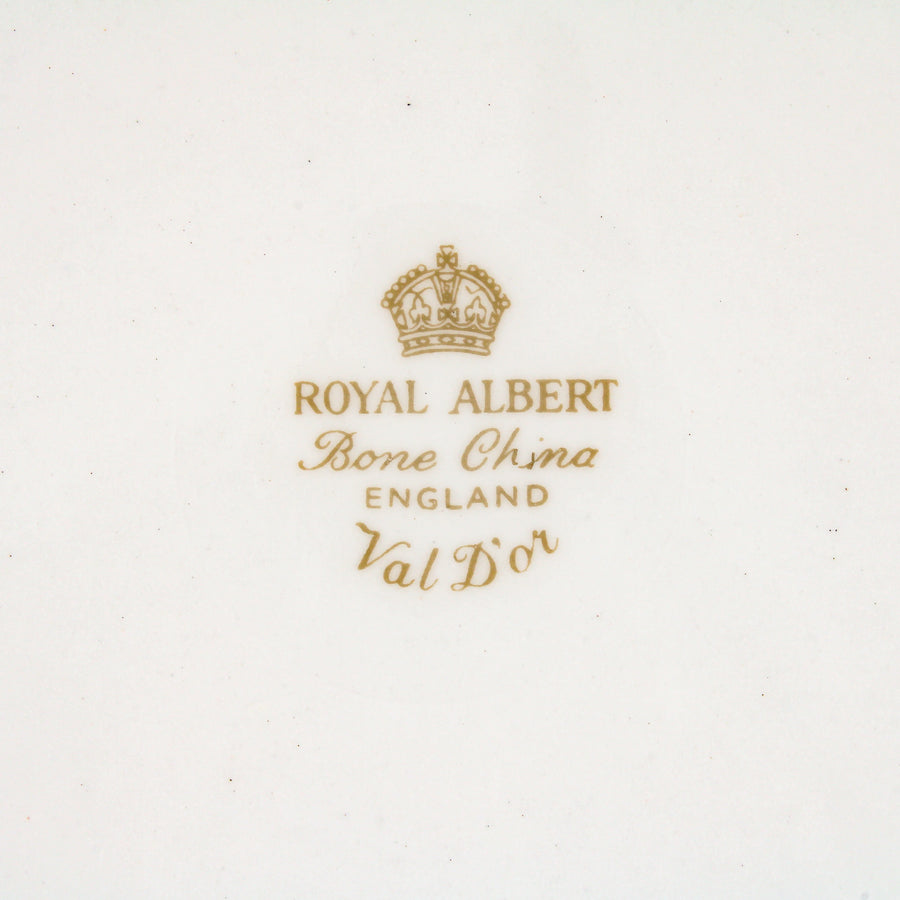 ROYAL ALBERT
Bone China
ENGLAND
Val D'or